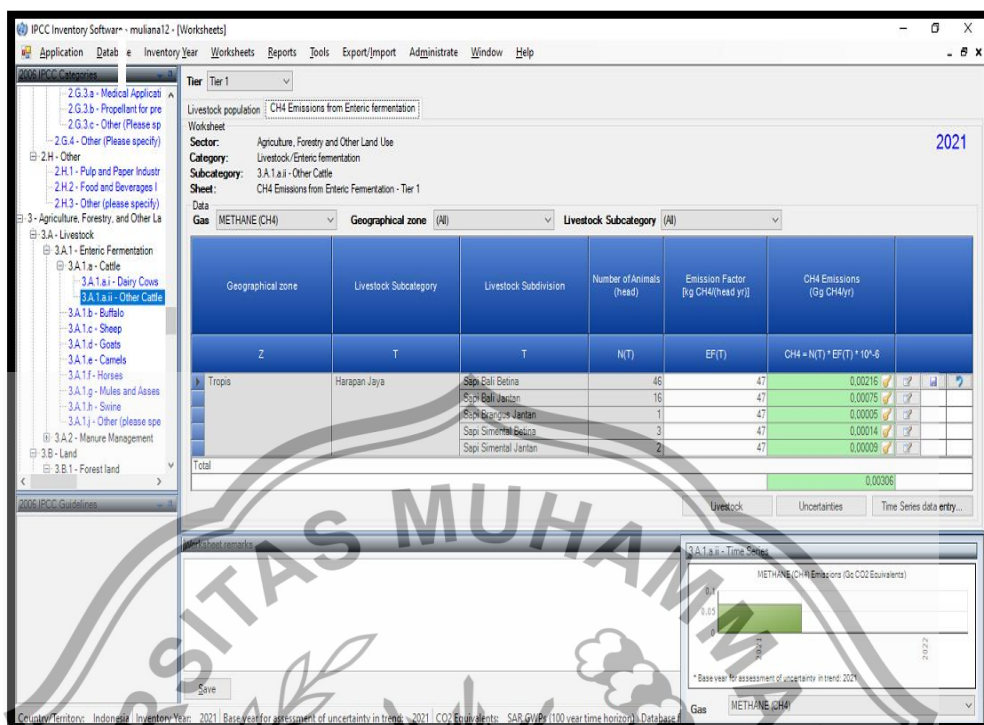 IPCC Inventory Software - muliana12 - [Worksheets]
Application Database Inventory Year Worksheets Reports Tools Export/Import Administrate Window Help
2006 IPCC Categories
2.G.3.a - Medical Applicati
2.G.3.b - Propellant for pre
2.G.3.c - Other (Please sp
2.G.4 - Other (Please specify)
2.H - Other
2.H.1 - Pulp and Paper Industr
2.H.2 - Food and Beverages I
2.H.3 - Other (please specify)
3 - Agriculture, Forestry, and Other La
3.A - Livestock
3.A.1 - Enteric Fermentation
3.A.1.a - Cattle
3.A.1.a.i - Dairy Cows
3.A.1.a.ii - Other Cattle
3.A.1.b - Buffalo
3.A.1.c - Sheep
3.A.1.d - Goats
3.A.1.e - Camels
3.A.1.f - Horses
3.A.1.g - Mules and Asses
3.A.1.h - Swine
3.A.1.j - Other (please spe
3.A.2 - Manure Management
3.B - Land
3.B.1 - Forest land
2006 IPCC Guidelines
Tier Tier 1
Livestock population CH4 Emissions from Enteric fermentation
Worksheet
Sector: Agriculture, Forestry and Other Land Use
2021
Category: Livestock/Enteric fermentation
Subcategory: 3.A.1.a.ii - Other Cattle
Sheet: CH4 Emissions from Enteric Fermentation - Tier 1
Data
Gas METHANE (CH4) Geographical zone (All) Livestock Subcategory (All)
Geographical zone Livestock Subcategory Livestock Subdivision Number of Animals (head) Emission Factor [kg CH4/(head yr)] CH4 Emissions (Gg CH4/yr)
Z T T N(T) EF(T) CH4 = N(T) * EF(T) * 10^-6
Tropis Harapan Jaya Sapi Bali Betina 46 47 0,00216
Sapi Bali Jantan 16 47 0,00075
Sapi Brangus Jantan 1 47 0,00005
Sapi Simental Betina 3 47 0,00014
Sapi Simental Jantan 2 47 0,00009
Total
0,00306
Livestock Uncertainties Time Series data entry...
Worksheet remarks
Save
3.A.1.a.ii - Time Series
METHANE (CH4) Emissions (Gg CO2 Equivalents)
0.1
0.05
0
2021 2022
* Base year for assessment of uncertainty in trend: 2021
Gas METHANE (CH4)
Country/Territory: Indonesia Inventory Year: 2021 Base year for assessment of uncertainty in trend: 2021 CO2 Equivalents: SAR GWPs (100 year time horizon) Database
SITAS MUHAMMA